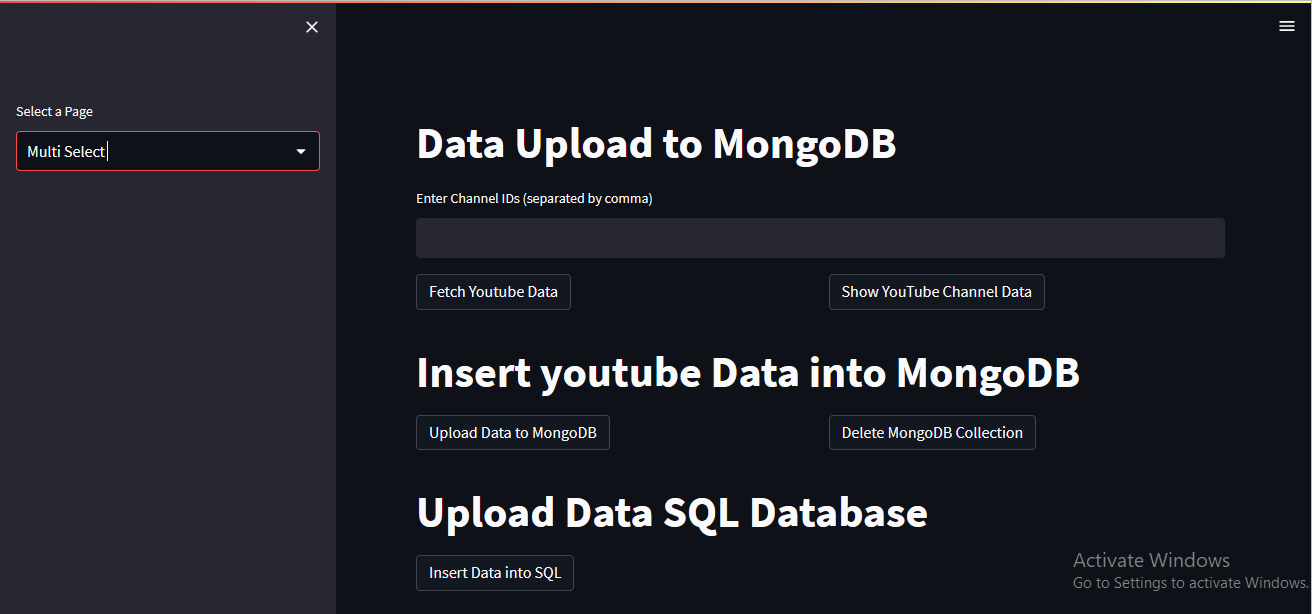 Select a Page
Multi Select
Data Upload to MongoDB
Enter Channel IDs (separated by comma)
Fetch Youtube Data
Show YouTube Channel Data
Insert youtube Data into MongoDB
Upload Data to MongoDB
Delete MongoDB Collection
Upload Data SQL Database
Insert Data into SQL
Activate Windows
Go to Settings to activate Windows.